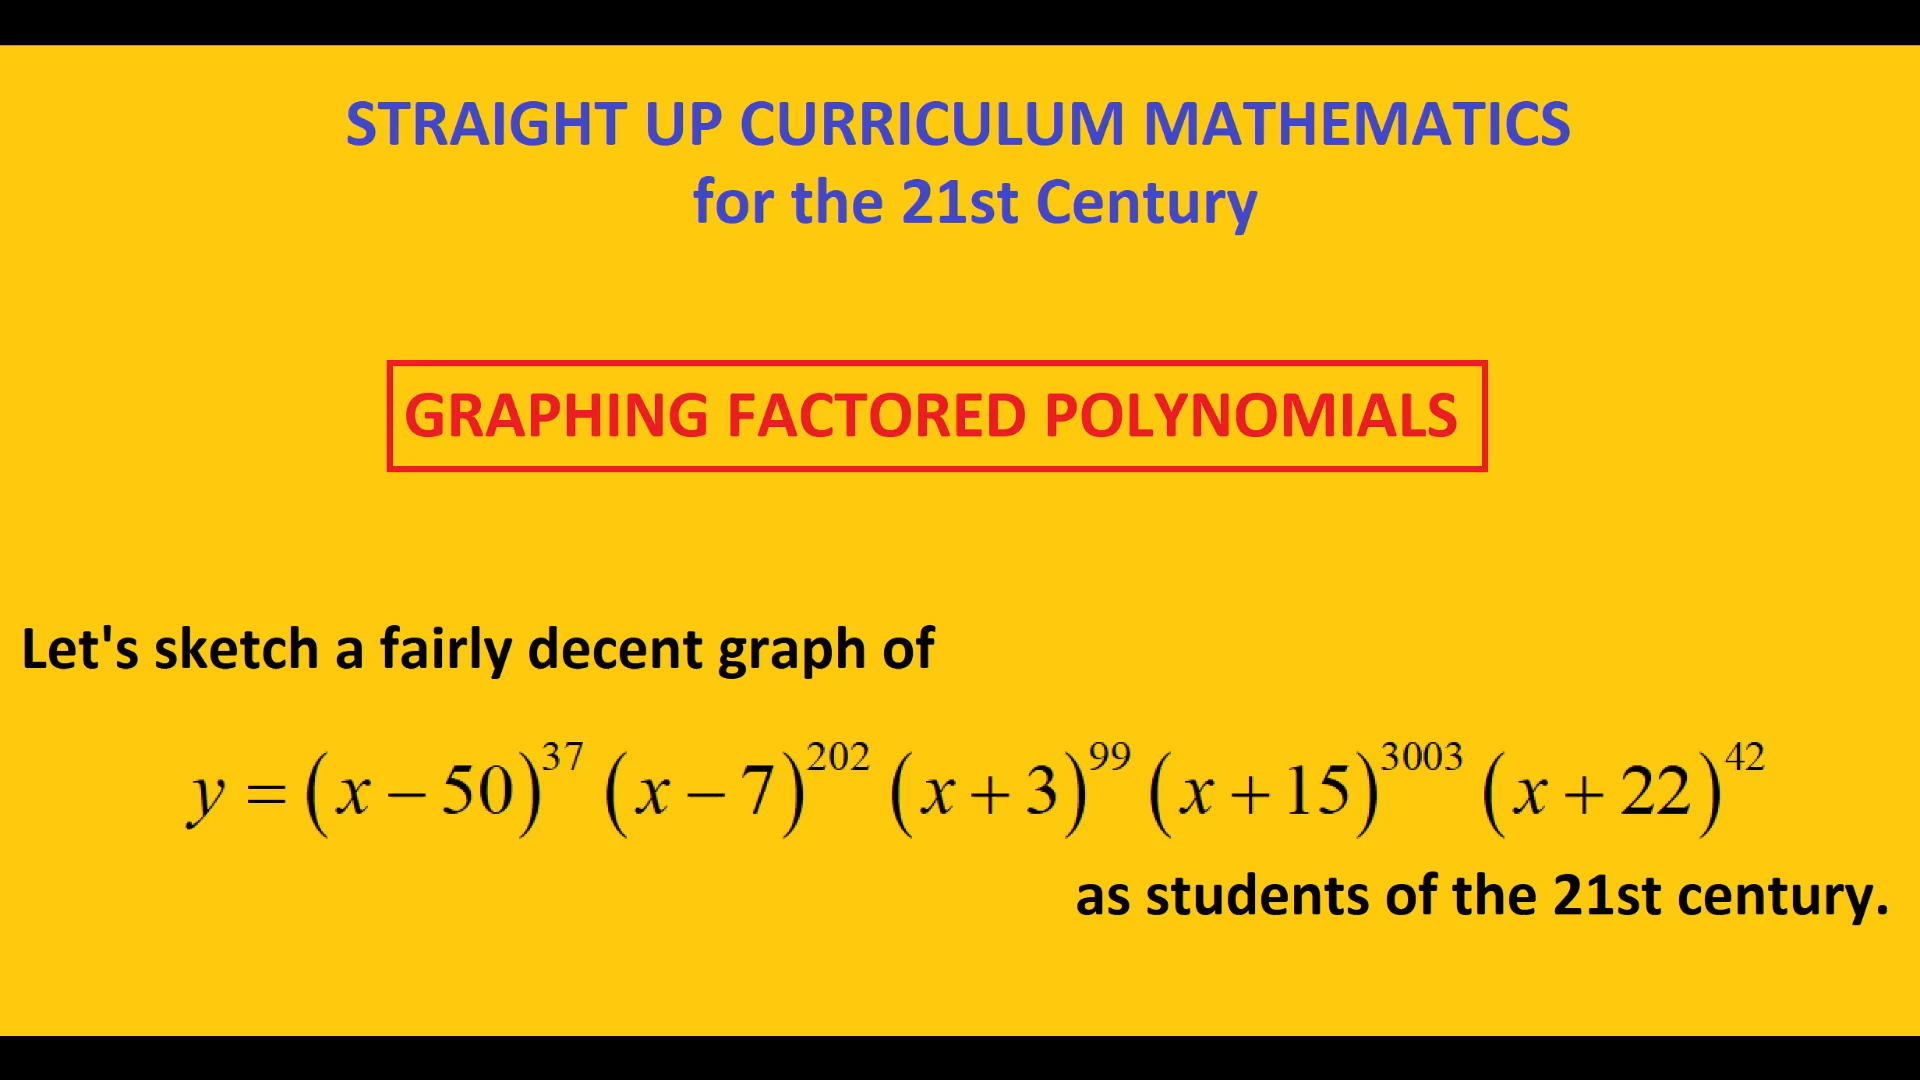 STRAIGHT UP CURRICULUM MATHEMATICS
for the 21st Century
GRAPHING FACTORED POLYNOMIALS
Let's sketch a fairly decent graph of
y = (x − 50)^37 (x − 7)^202 (x + 3)^99 (x + 15)^3003 (x + 22)^42
as students of the 21st century.